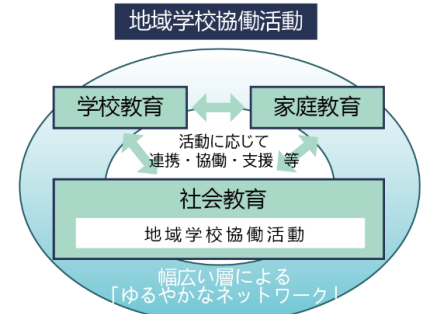 地域学校協働活動
学校教育
家庭教育
活動に応じて
連携・協働・支援 等
社会教育
地域学校協働活動
幅広い層による
「ゆるやかなネットワーク」